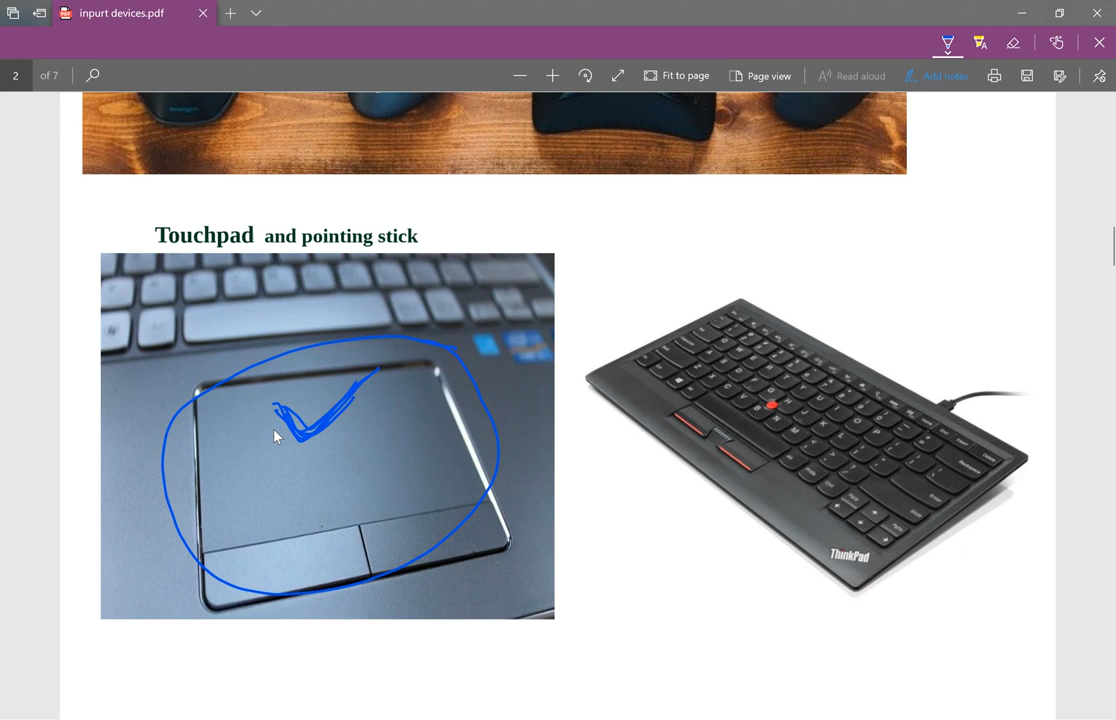 inpurt devices.pdf
2 of 7
Fit to page
Page view
Read aloud
Add notes
Kensington
Touchpad and pointing stick
ThinkPad